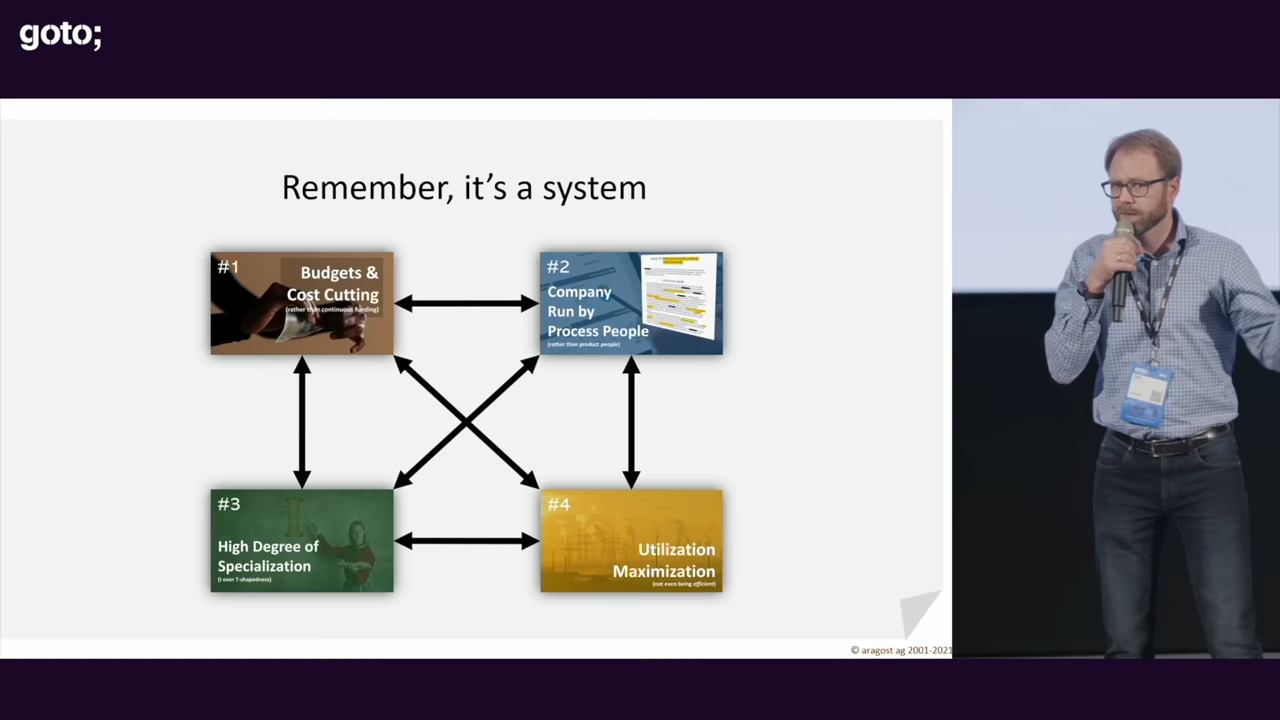 goto;
Remember, it's a system
#1
Budgets &
Cost Cutting
(rather than continuous funding)
#2
Company
Run by
Process People
(rather than product people)
#3
High Degree of
Specialization
(I over T-shapedness)
#4
Utilization
Maximization
(not even being efficient)
© aragost ag 2001-2021